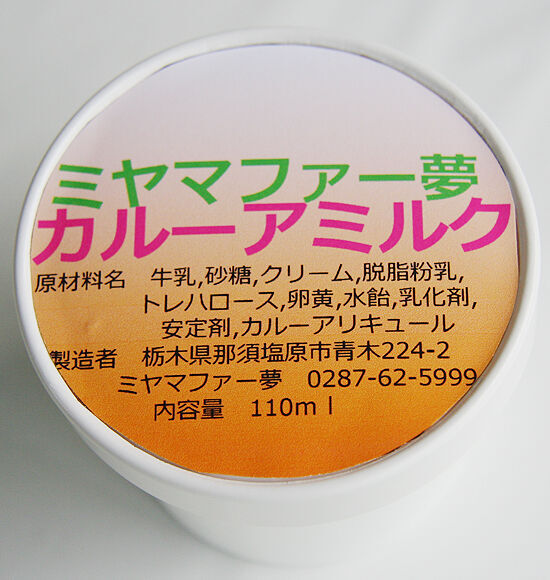 ミヤマファー夢
カルーアミルク
原材料名　牛乳,砂糖,クリーム,脱脂粉乳,
トレハロース,卵黄,水飴,乳化剤,
安定剤,カルーアリキュール
製造者　栃木県那須塩原市青木224-2
ミヤマファー夢　0287-62-5999
内容量　110ml